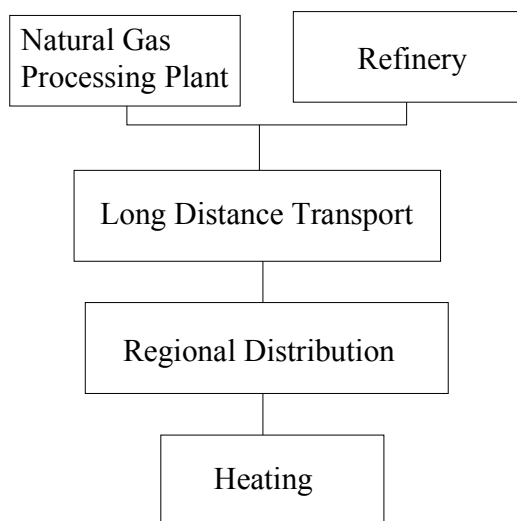 Natural Gas
Processing Plant
Refinery
Long Distance Transport
Regional Distribution
Heating